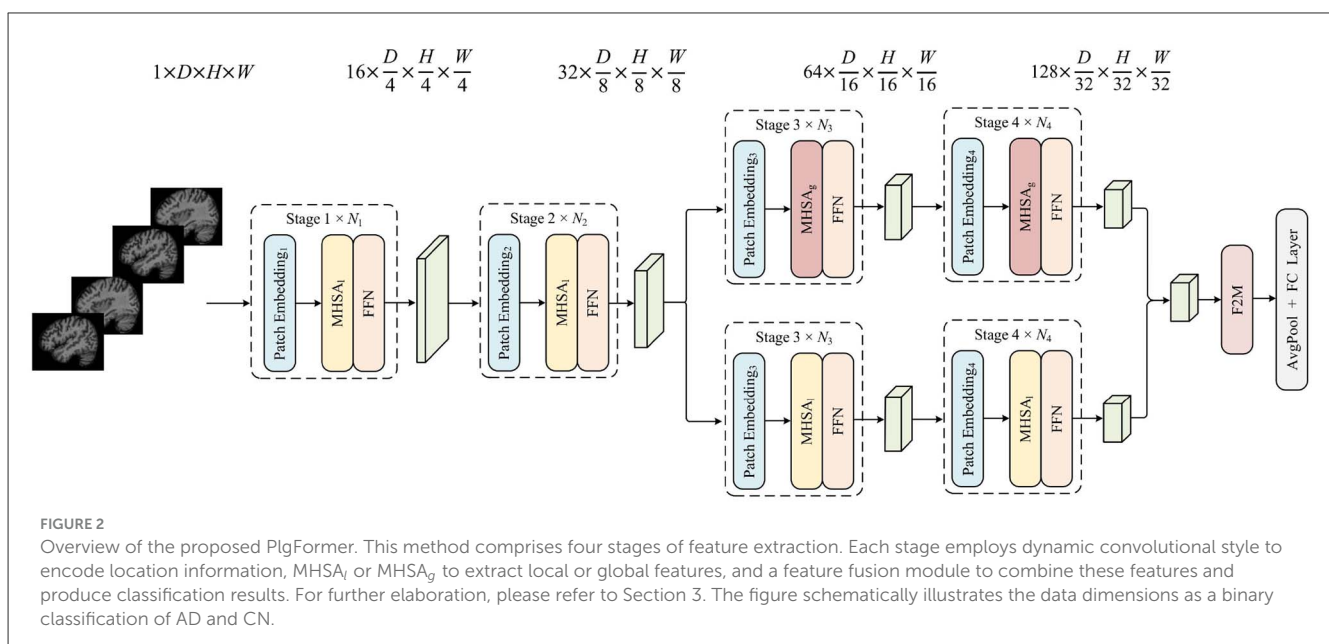 1×D×H×W
16×D/4×H/4×W/4
32×D/8×H/8×W/8
64×D/16×H/16×W/16
128×D/32×H/32×W/32
Stage 1 × N₁
Patch Embedding₁
MHSAₗ
FFN
Stage 2 × N₂
Patch Embedding₂
MHSAₗ
FFN
Stage 3 × N₃
Patch Embedding₃
MHSA_g
FFN
Stage 4 × N₄
Patch Embedding₄
MHSA_g
FFN
Stage 3 × N₃
Patch Embedding₃
MHSAₗ
FFN
Stage 4 × N₄
Patch Embedding₄
MHSAₗ
FFN
F2M
AvgPool + FC Layer
FIGURE 2
Overview of the proposed PlgFormer. This method comprises four stages of feature extraction. Each stage employs dynamic convolutional style to
encode location information, MHSAₗ or MHSA_g to extract local or global features, and a feature fusion module to combine these features and
produce classification results. For further elaboration, please refer to Section 3. The figure schematically illustrates the data dimensions as a binary
classification of AD and CN.